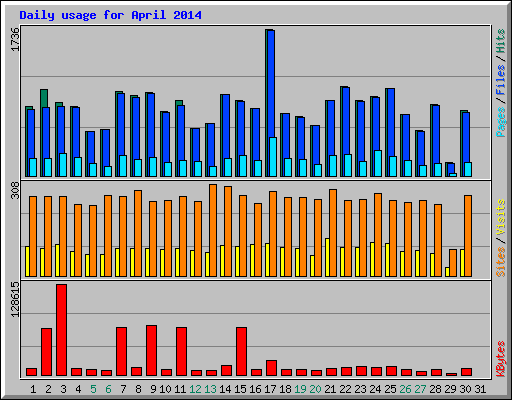 Daily usage for April 2014
1736
Pages / Files / Hits
308
Sites / Visits
128615
KBytes
1 2 3 4 5 6 7 8 9 10 11 12 13 14 15 16 17 18 19 20 21 22 23 24 25 26 27 28 29 30 31